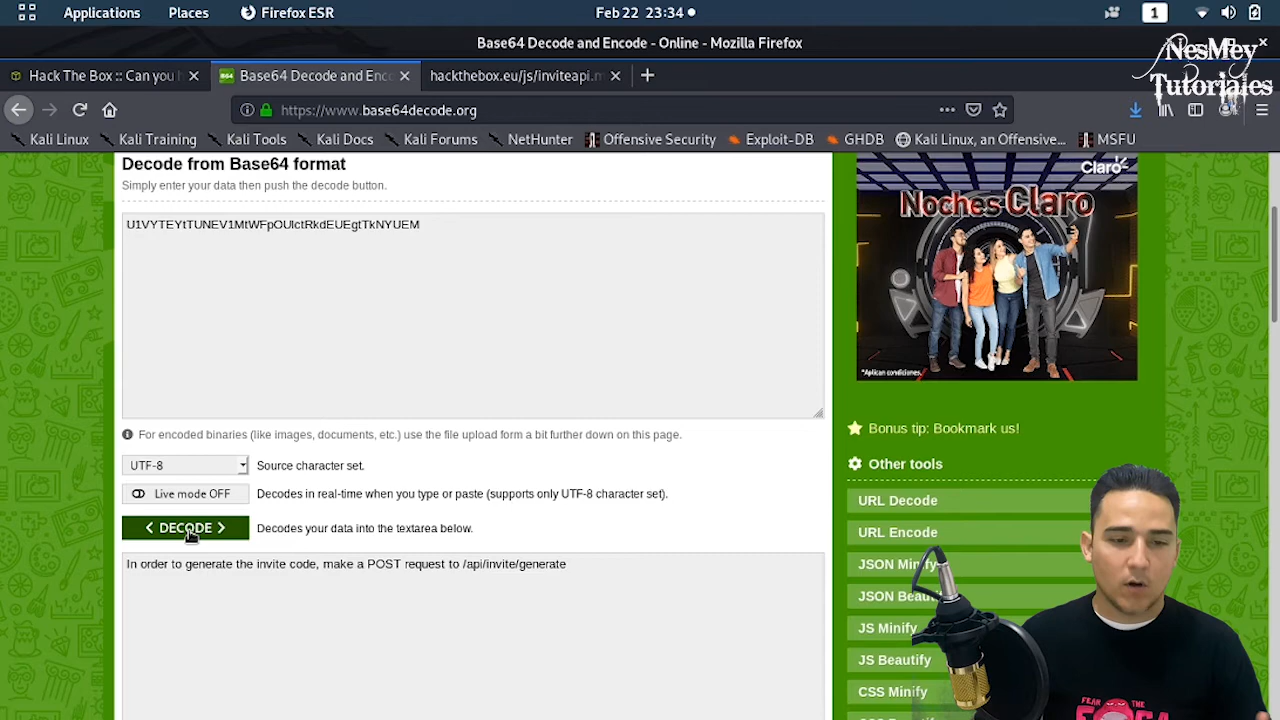 Applications Places Firefox ESR Feb 22 23:34 1
Base64 Decode and Encode - Online - Mozilla Firefox
NesMey
Tutoriales
Hack The Box :: Can you Base64 Decode and Enc hackthebox.eu/js/inviteapi.m
https://www.base64decode.org
Kali Linux Kali Training Kali Tools Kali Docs Kali Forums NetHunter Offensive Security Exploit-DB GHDB Kali Linux, an Offensive... MSFU
Decode from Base64 format
Simply enter your data then push the decode button.
U1VYTEYtTUNEV1MtWFpOUlctRkdEUEgtTkNYUEM
For encoded binaries (like images, documents, etc.) use the file upload form a bit further down on this page.
UTF-8 Source character set.
Live mode OFF Decodes in real-time when you type or paste (supports only UTF-8 character set).
< DECODE > Decodes your data into the textarea below.
In order to generate the invite code, make a POST request to /api/invite/generate
Claro
Noches Claro
*Aplican condiciones.
Bonus tip: Bookmark us!
Other tools
URL Decode
URL Encode
JSON Minify
JSON Beau
JS Minify
JS Beautify
CSS Minify
FEAR THE